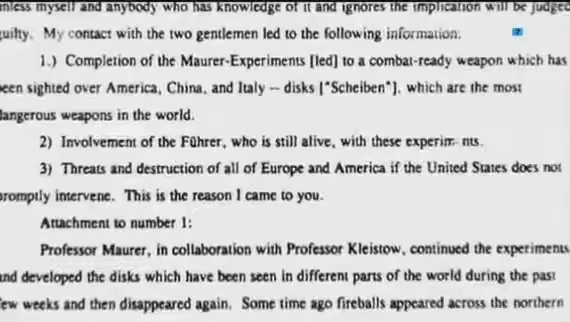 unless myself and anybody who has knowledge of it and ignores the implication will be judged
guilty. My contact with the two gentlemen led to the following information.
1.) Completion of the Maurer-Experiments [led] to a combat-ready weapon which has
been sighted over America, China, and Italy – disks ["Scheiben"], which are the most
dangerous weapons in the world.
2) Involvement of the Führer, who is still alive, with these experim nts.
3) Threats and destruction of all of Europe and America if the United States does not
promptly intervene. This is the reason I came to you.
Attachment to number 1:
Professor Maurer, in collaboration with Professor Kleistow, continued the experiments
and developed the disks which have been seen in different parts of the world during the past
few weeks and then disappeared again. Some time ago fireballs appeared across the northern